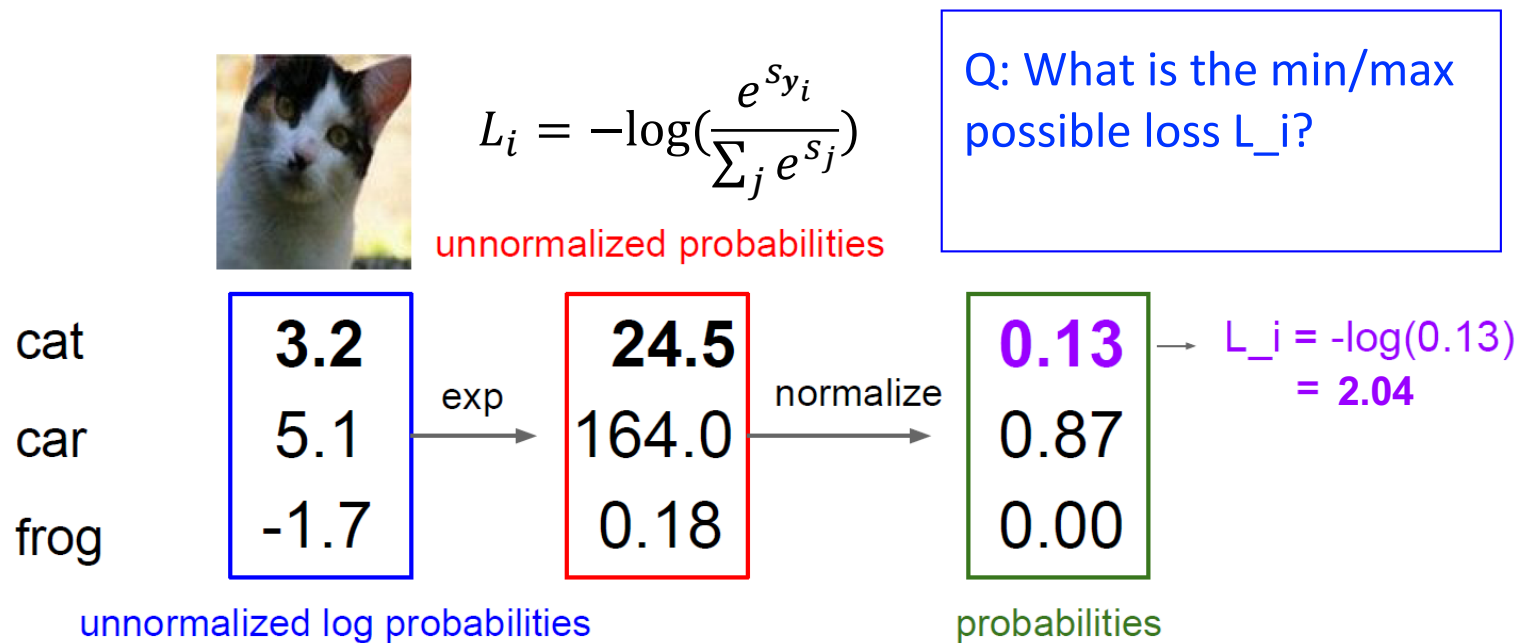 L_i = −log(e^{s_{y_i}} / ∑_j e^{s_j})
Q: What is the min/max
possible loss L_i?
unnormalized probabilities
cat 3.2 24.5 0.13 L_i = -log(0.13)
= 2.04
exp normalize
car 5.1 164.0 0.87
frog -1.7 0.18 0.00
unnormalized log probabilities probabilities